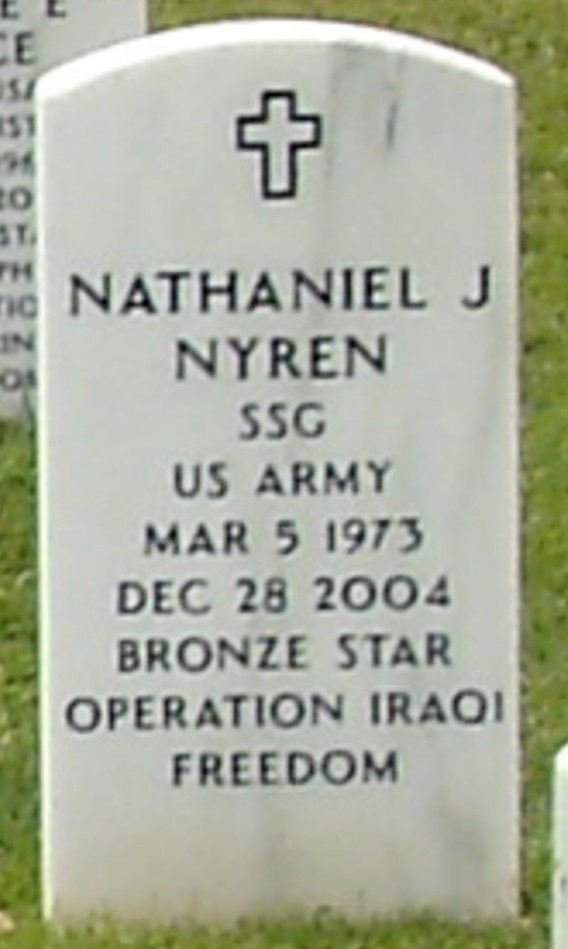 NATHANIEL J
NYREN
SSG
US ARMY
MAR 5 1973
DEC 28 2004
BRONZE STAR
OPERATION IRAQI
FREEDOM